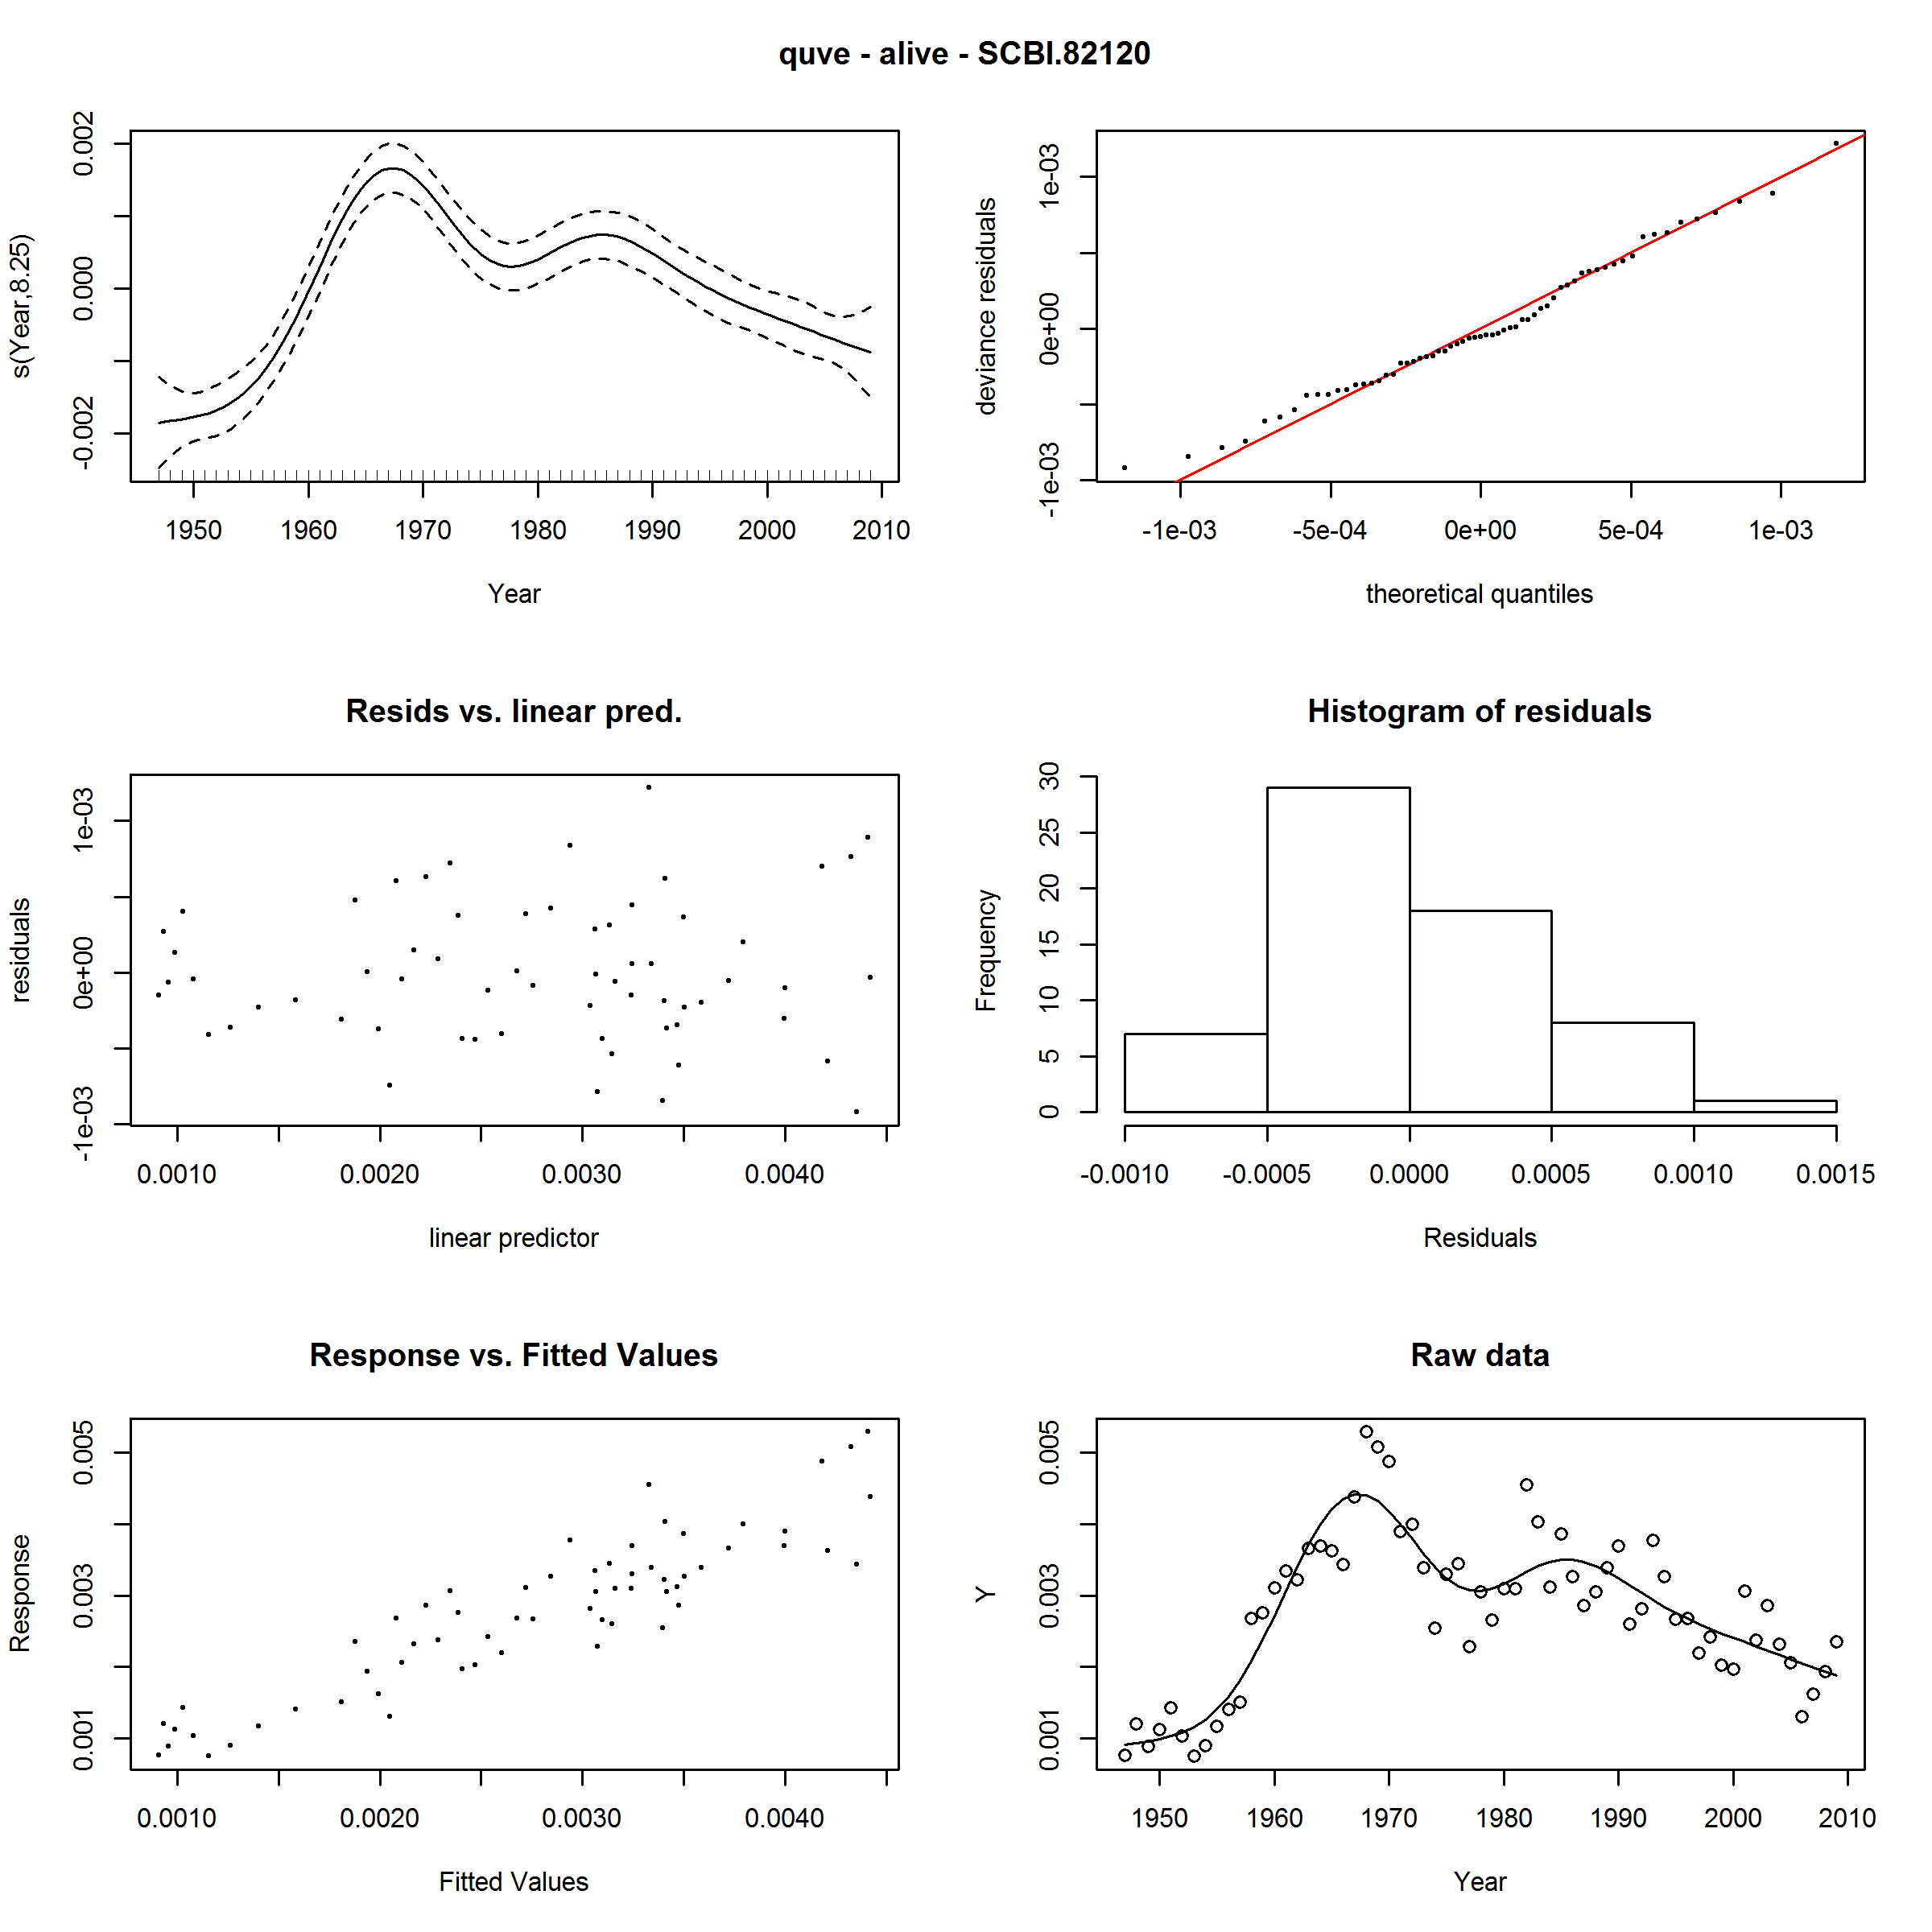 quve - alive - SCBI.82120
s(Year,8.25)
-0.002 0.000 0.002
1950 1960 1970 1980 1990 2000 2010
Year
deviance residuals
-1e-03 0e+00 1e-03
-1e-03 -5e-04 0e+00 5e-04 1e-03
theoretical quantiles
Resids vs. linear pred.
residuals
-1e-03 0e+00 1e-03
0.0010 0.0020 0.0030 0.0040
linear predictor
Histogram of residuals
Frequency
0 5 10 15 20 25 30
-0.0010 -0.0005 0.0000 0.0005 0.0010 0.0015
Residuals
Response vs. Fitted Values
Response
0.001 0.003 0.005
0.0010 0.0020 0.0030 0.0040
Fitted Values
Raw data
Y
0.001 0.003 0.005
1950 1960 1970 1980 1990 2000 2010
Year